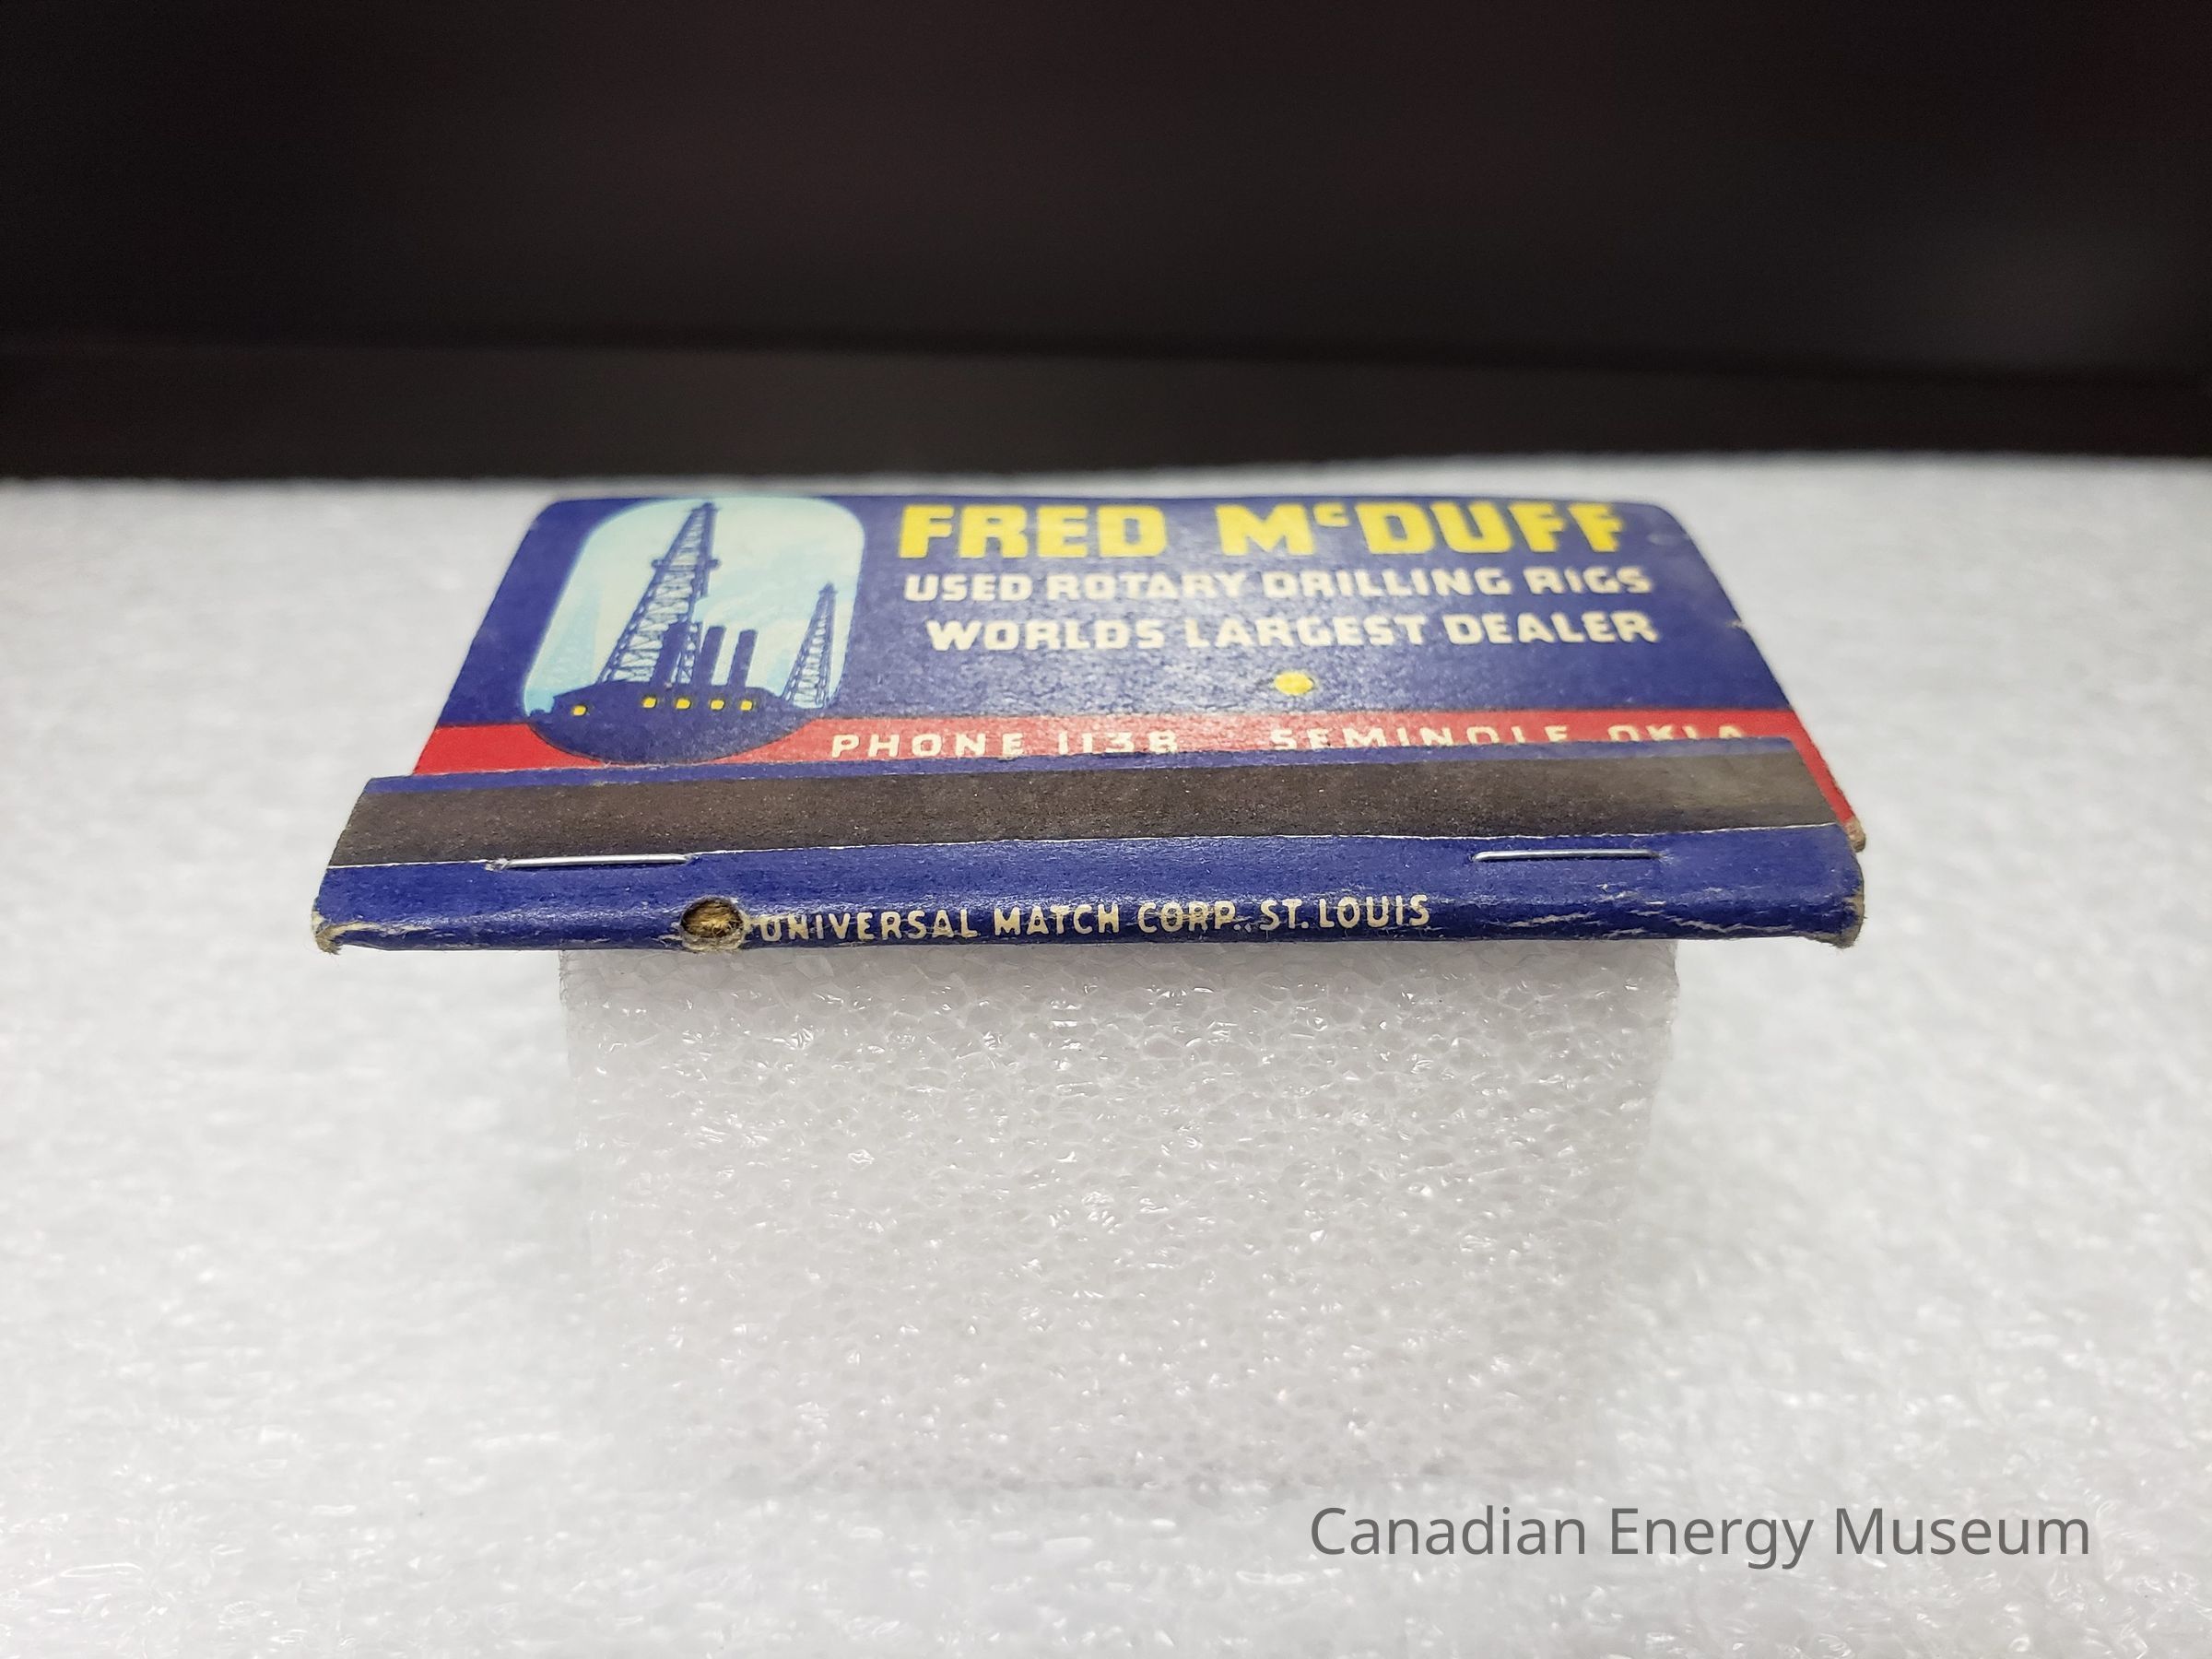 FRED McDUFF
USED ROTARY DRILLING RIGS
WORLDS LARGEST DEALER
PHONE 1138 SEMINOLE, OKLA.
UNIVERSAL MATCH CORP., ST. LOUIS
Canadian Energy Museum